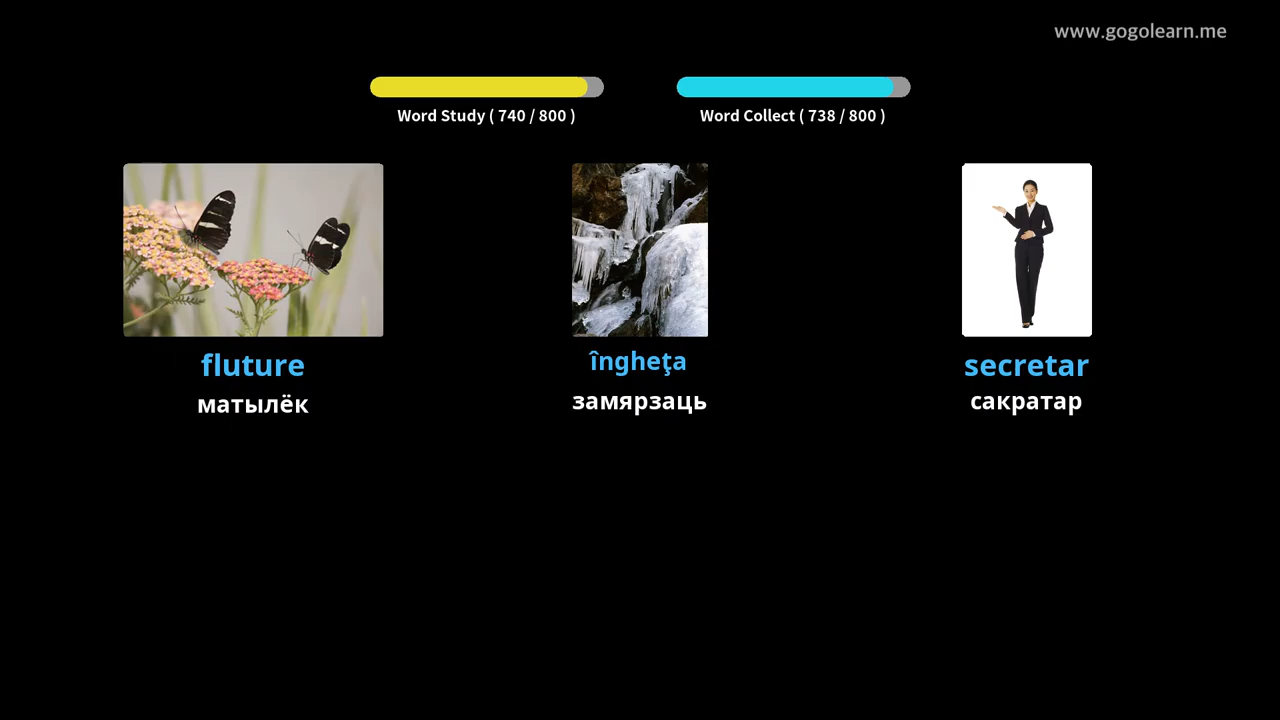 www.gogolearn.me
Word Study ( 740 / 800 )
Word Collect ( 738 / 800 )
fluture
îngheţa
secretar
матылёк
замярзаць
сакратар